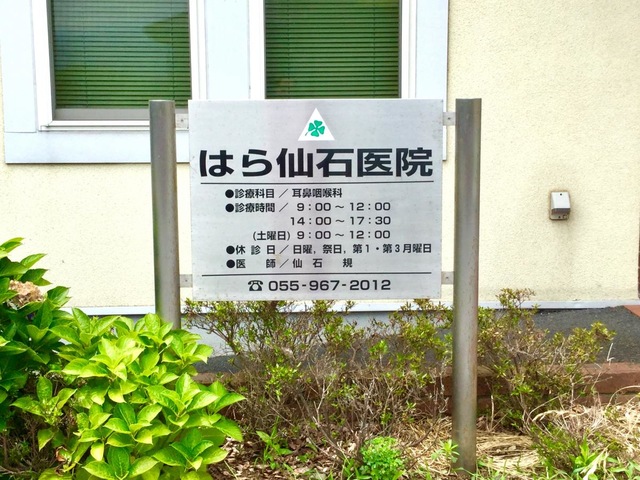 はら仙石医院
●診療科目／耳鼻咽喉科
●診療時間／ 9：00〜12：00
14：00〜17：30
(土曜日) 9：00〜12：00
●休 診 日／日曜，祭日，第1・第3月曜日
●医　　師／仙石　規
☎ 055-967-2012